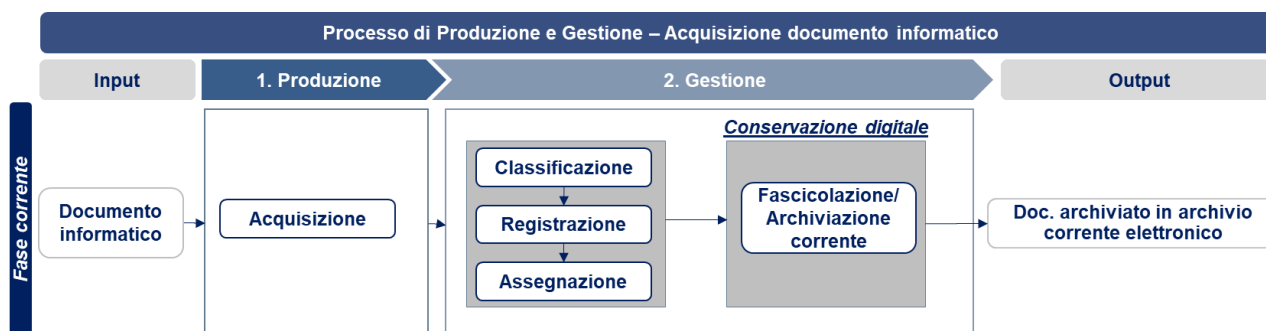 Processo di Produzione e Gestione – Acquisizione documento informatico
Input
1. Produzione
2. Gestione
Output
Fase corrente
Documento
informatico
Acquisizione
Classificazione
Registrazione
Assegnazione
Conservazione digitale
Fascicolazione/
Archiviazione
corrente
Doc. archiviato in archivio
corrente elettronico